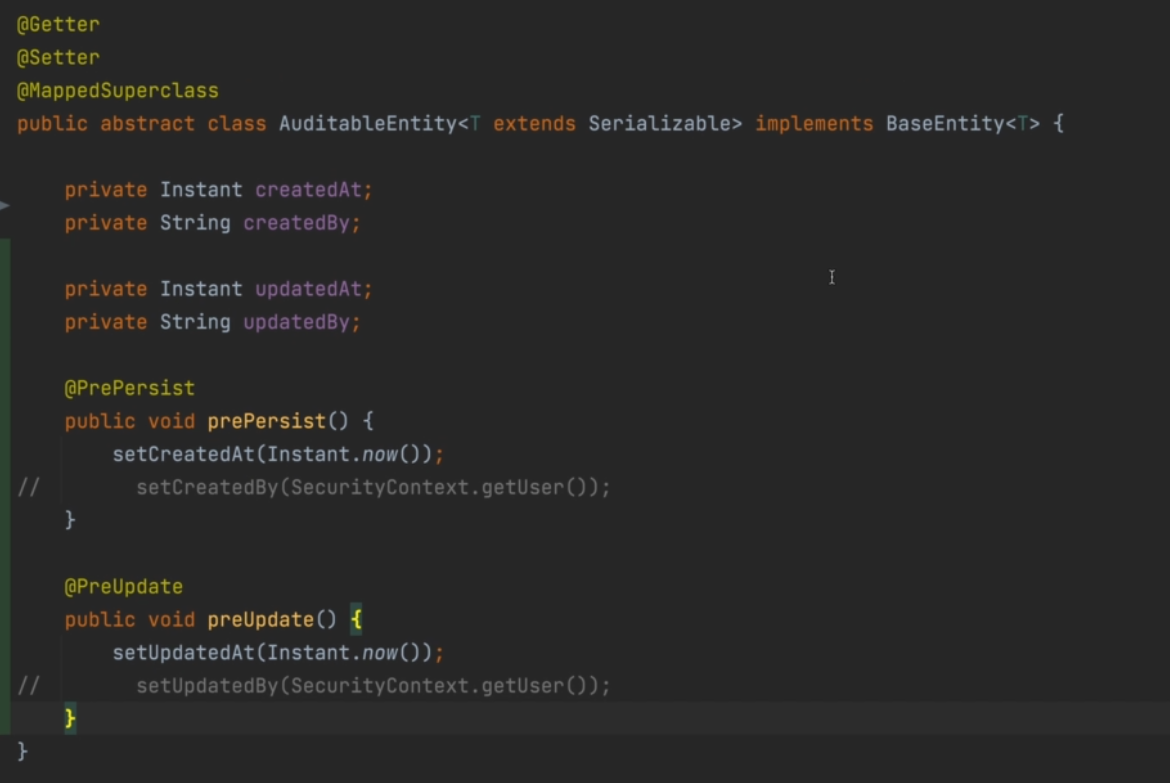 @Getter
@Setter
@MappedSuperclass
public abstract class AuditableEntity<T extends Serializable> implements BaseEntity<T> {
private Instant createdAt;
private String createdBy;
private Instant updatedAt;
private String updatedBy;
@PrePersist
public void prePersist() {
setCreatedAt(Instant.now());
// setCreatedBy(SecurityContext.getUser());
}
@PreUpdate
public void preUpdate() {
setUpdatedAt(Instant.now());
// setUpdatedBy(SecurityContext.getUser());
}
}